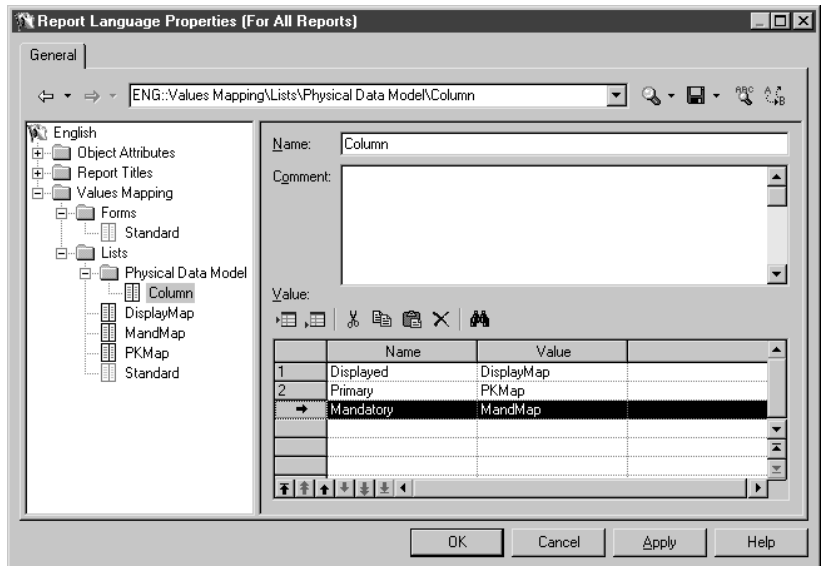 Report Language Properties (For All Reports)
General
ENG::Values Mapping\Lists\Physical Data Model\Column
ABC
A
B
English
Object Attributes
Report Titles
Values Mapping
Forms
Standard
Lists
Physical Data Model
Column
DisplayMap
MandMap
PKMap
Standard
Name: Column
Comment:
Value:
Name Value
1 Displayed DisplayMap
2 Primary PKMap
Mandatory MandMap
OK Cancel Apply Help